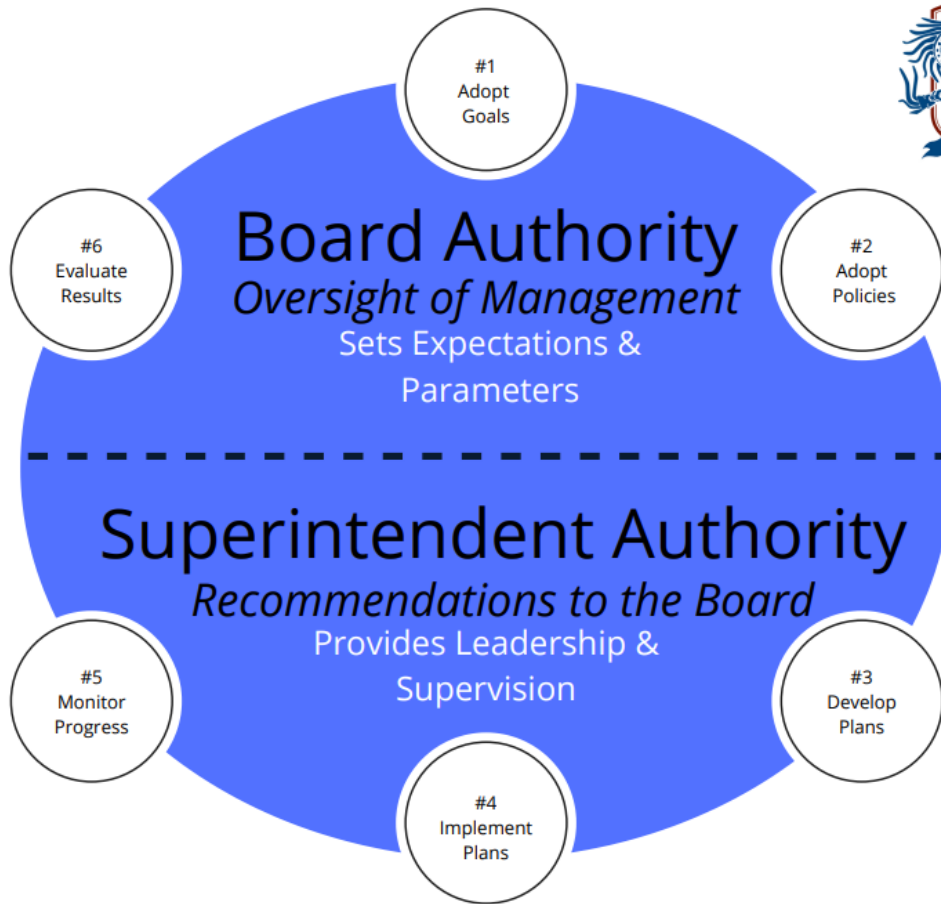 #1
Adopt
Goals
#6
Evaluate
Results
Board Authority
Oversight of Management
Sets Expectations &
Parameters
#2
Adopt
Policies
Superintendent Authority
Recommendations to the Board
Provides Leadership &
Supervision
#5
Monitor
Progress
#3
Develop
Plans
#4
Implement
Plans